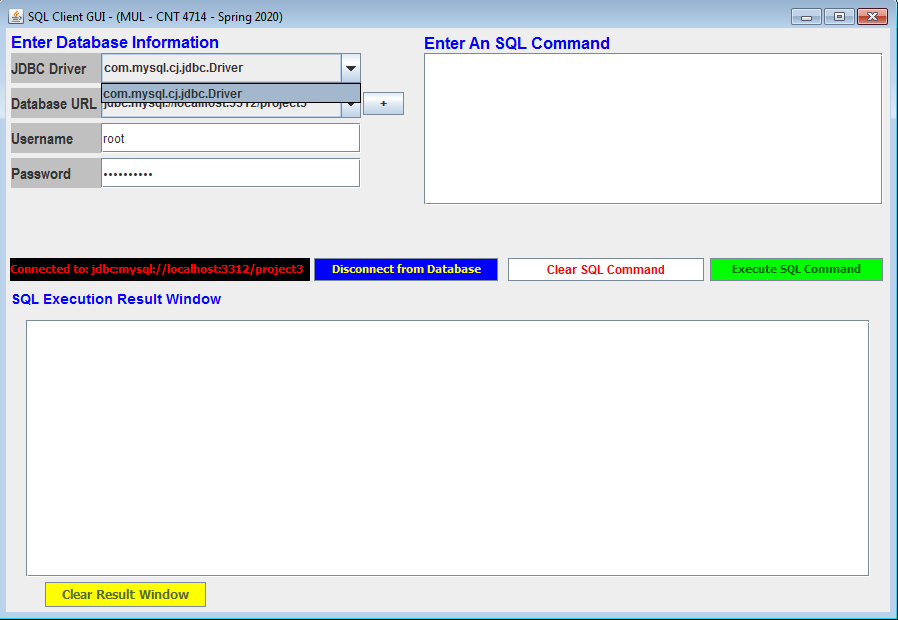 SQL Client GUI - (MUL - CNT 4714 - Spring 2020)
Enter Database Information
Enter An SQL Command
JDBC Driver com.mysql.cj.jdbc.Driver
com.mysql.cj.jdbc.Driver
Database URL jdbc:mysql://localhost:3312/project3 +
Username root
Password ••••••••••
Connected to: jdbc:mysql://localhost:3312/project3 Disconnect from Database Clear SQL Command Execute SQL Command
SQL Execution Result Window
Clear Result Window